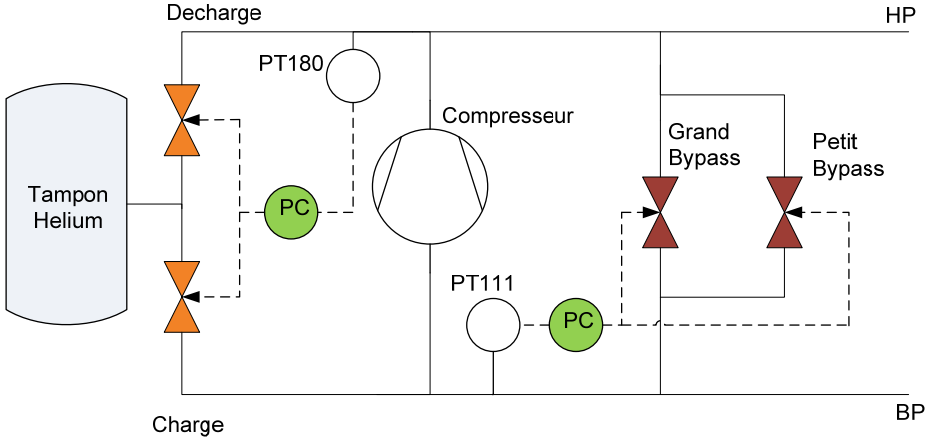 Decharge
HP
PT180
Compresseur
Grand
Bypass
Petit
Bypass
Tampon
Helium
PC
PT111
PC
Charge
BP